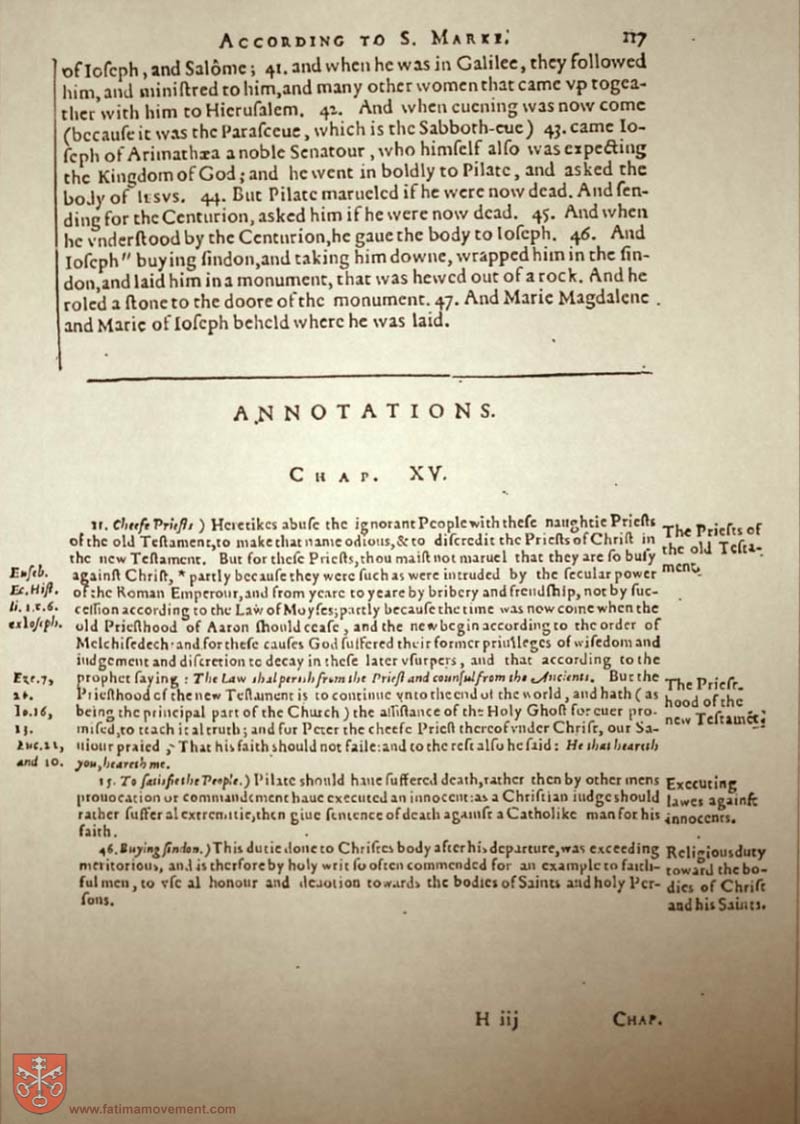 ACCORDING TO S. MARKE. 117
of Ioſeph, and Salôme; 41. and when he was in Galilee, they followed
him, and miniſtred to him, and many other women that came vp togea-
ther with him to Hieruſalem. 42. And when euening was now come
(becauſe it was the Paraſceue, which is the Sabboth-eue) 43. came Io-
ſeph of Arimathæa a noble Senatour, who himſelf alſo was expecting
the Kingdom of God; and he went in boldly to Pilate, and asked the
body of IESVS. 44. But Pilate marueled if he were now dead. And ſen-
ding for the Centurion, asked him if he were now dead. 45. And when
he vnderſtood by the Centurion, he gaue the body to Ioſeph. 46. And
Ioſeph" buying ſindon, and taking him downe, wrapped him in the ſin-
don, and laid him in a monument, that was hewed out of a rock. And he
roled a ſtone to the doore of the monument. 47. And Marie Magdalene
and Marie of Ioſeph beheld where he was laid.
ANNOTATIONS.
CHAP. XV.
11. Cheefe Prieſts) Heretikes abuſe the ignorant People with theſe naughtie Prieſts
of the old Teſtament, to make that name odious, & to diſcredit the Prieſts of Chriſt in
the new Teſtament. But for theſe Prieſts, thou maiſt not maruel that they are ſo buſy
againſt Chriſt, * partly becauſe they were ſuch as were intruded by the ſecular power
of the Roman Emperour, and from yeare to yeare by bribery and frendſhip, not by ſuc-
ceſſion according to the Law of Moyſes; partly becauſe the time was now come when the
old Prieſthood of Aaron ſhould ceaſe, and the new begin according to the order of
Melchiſedech: and for theſe cauſes God ſuffered their former priuileges of wiſedom and
iudgement and diſcretion to decay in theſe later vſurpers, and that according to the
prophet ſaying: The Law ſhal perish from the Prieſt and counſul from the Ancients. But the
Prieſthood of the new Teſtament is to continue vnto the end of the world, and hath (as
being the principal part of the Church) the aſſiſtance of the Holy Ghoſt for euer pro-
miſed, to teach it al truth; and for Peter the cheefe Prieſt thereof vnder Chriſt, our Sa-
uiour praied, That his faith should not faile: and to the reſt alſo he ſaid: He that heareth
you, heareth me.
15. To ſatisfie the People.) Pilate should haue ſuffered death, rather then by other mens
prouocation or commandement haue executed an innocent: as a Chriſtian iudge should
rather ſuffer al extremitie, then giue ſentence of death againſt a Catholike man for his
faith.
46. Buying ſindon.) This dutie done to Chriſtes body after his departure, was exceeding
meritorious, and is therfore by holy writ ſo often commended for an example to faith-
ful men, to vſe al honour and deuotion towards the bodies of Saints and holy Per-
ſons.
Euſeb.
Ec. Hiſt.
li. 1. c. 6.
ex Ioſeph.
Eze. 7,
26.
Io. 16,
13.
Luc. 22,
and 10.
The Prieſts of
the old Teſta-
ment.
The Prieſt-
hood of the
new Teſtamēt.
Executing
lawes againſt
innocents.
Religious duty
toward the bo-
dies of Chriſt
and his Saints.
H iij CHAP.
www.fatimamovement.com